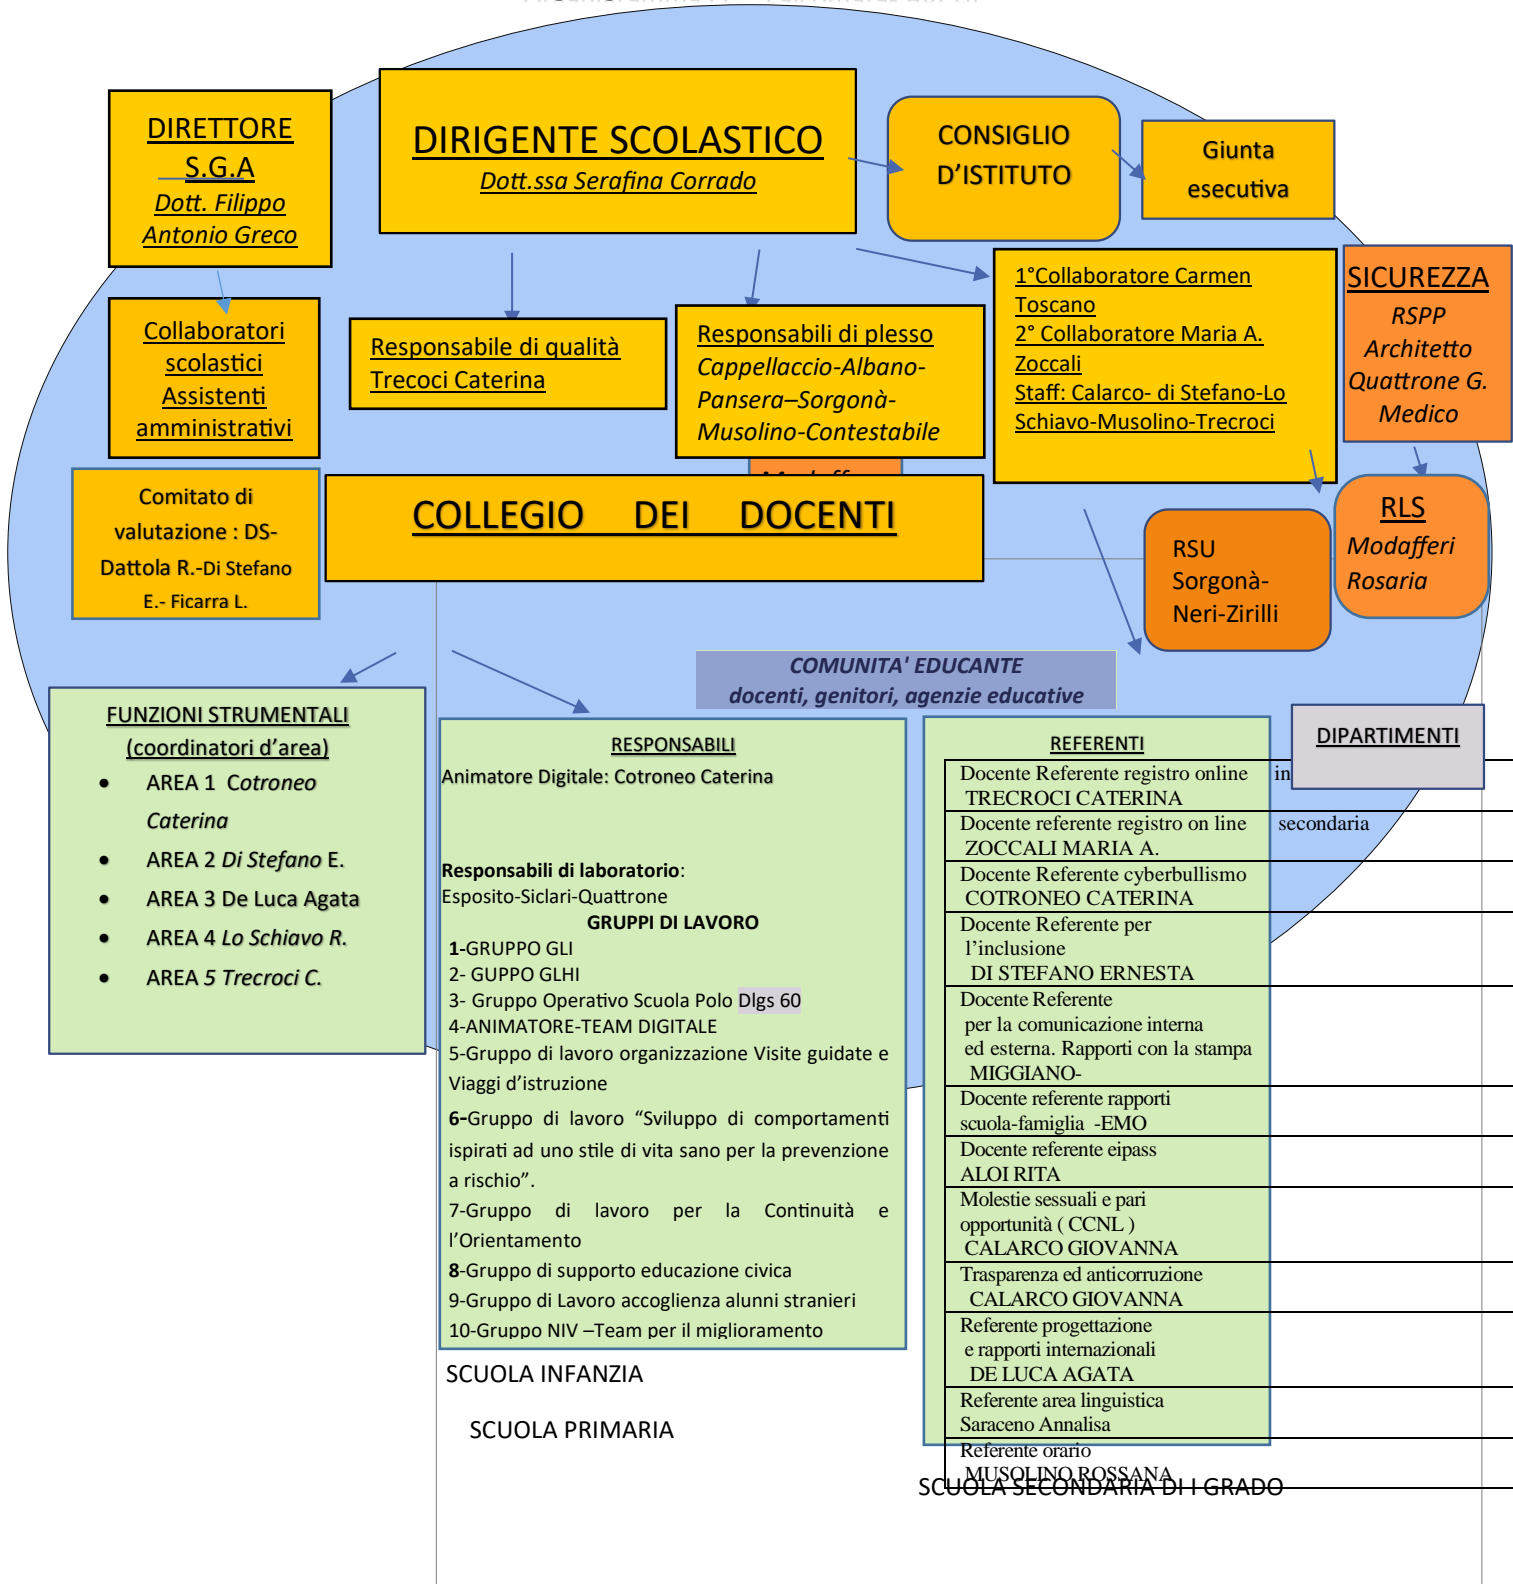 DIRETTORE
S.G.A
Dott. Filippo
Antonio Greco
DIRIGENTE SCOLASTICO
Dott.ssa Serafina Corrado
CONSIGLIO
D’ISTITUTO
Giunta
esecutiva
Collaboratori
scolastici
Assistenti
amministrativi
Responsabile di qualità
Trecoci Caterina
Responsabili di plesso
Cappellaccio-Albano-
Pansera–Sorgonà-
Musolino-Contestabile
1°Collaboratore Carmen
Toscano
2° Collaboratore Maria A.
Zoccali
Staff: Calarco- di Stefano-Lo
Schiavo-Musolino-Trecroci
SICUREZZA
RSPP
Architetto
Quattrone G.
Medico
Comitato di
valutazione : DS-
Dattola R.-Di Stefano
E.- Ficarra L.
COLLEGIO DEI DOCENTI
RSU
Sorgonà-
Neri-Zirilli
RLS
Modafferi
Rosaria
COMUNITA' EDUCANTE
docenti, genitori, agenzie educative
FUNZIONI STRUMENTALI
(coordinatori d’area)
• AREA 1 Cotroneo
Caterina
• AREA 2 Di Stefano E.
• AREA 3 De Luca Agata
• AREA 4 Lo Schiavo R.
• AREA 5 Trecroci C.
RESPONSABILI
Animatore Digitale: Cotroneo Caterina
Responsabili di laboratorio:
Esposito-Siclari-Quattrone
GRUPPI DI LAVORO
1-GRUPPO GLI
2- GUPPO GLHI
3- Gruppo Operativo Scuola Polo Dlgs 60
4-ANIMATORE-TEAM DIGITALE
5-Gruppo di lavoro organizzazione Visite guidate e
Viaggi d’istruzione
6-Gruppo di lavoro “Sviluppo di comportamenti
ispirati ad uno stile di vita sano per la prevenzione
a rischio”.
7-Gruppo di lavoro per la Continuità e
l’Orientamento
8-Gruppo di supporto educazione civica
9-Gruppo di Lavoro accoglienza alunni stranieri
10-Gruppo NIV –Team per il miglioramento
REFERENTI
DIPARTIMENTI
Docente Referente registro online in
TRECROCI CATERINA
Docente referente registro on line secondaria
ZOCCALI MARIA A.
Docente Referente cyberbullismo
COTRONEO CATERINA
Docente Referente per
l’inclusione
DI STEFANO ERNESTA
Docente Referente
per la comunicazione interna
ed esterna. Rapporti con la stampa
MIGGIANO-
Docente referente rapporti
scuola-famiglia -EMO
Docente referente eipass
ALOI RITA
Molestie sessuali e pari
opportunità ( CCNL )
CALARCO GIOVANNA
Trasparenza ed anticorruzione
CALARCO GIOVANNA
Referente progettazione
e rapporti internazionali
DE LUCA AGATA
Referente area linguistica
Saraceno Annalisa
Referente orario
MUSOLINO ROSSANA
SCUOLA INFANZIA
SCUOLA PRIMARIA
SCUOLA SECONDARIA DI I GRADO